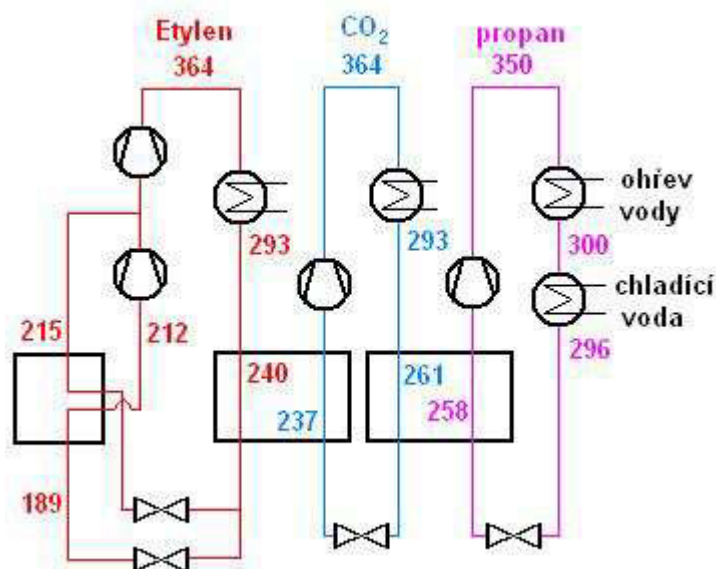 Etylen
364
CO₂
364
propan
350
ohřev
vody
293
293
300
chladící
voda
215
212
296
240
261
237
258
189